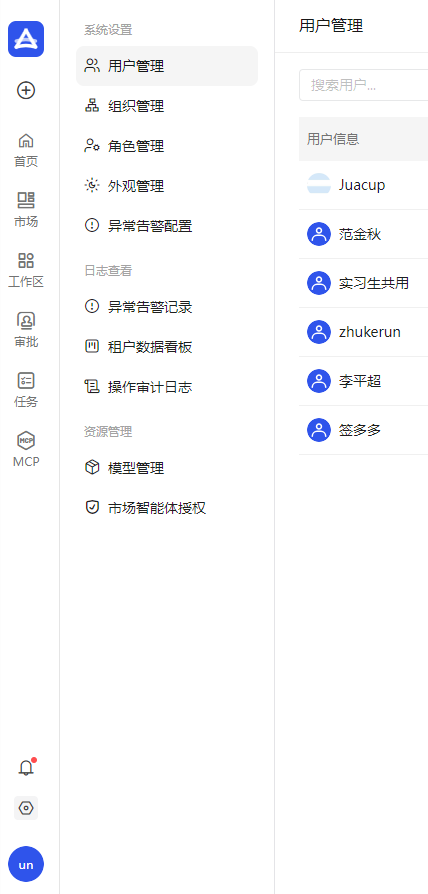 首页
市场
工作区
审批
任务
MCP
MCP
un
系统设置
用户管理
组织管理
角色管理
外观管理
异常告警配置
日志查看
异常告警记录
租户数据看板
操作审计日志
资源管理
模型管理
市场智能体授权
用户管理
搜索用户...
用户信息
Juacup
范金秋
实习生共用
zhukerun
李平超
签多多